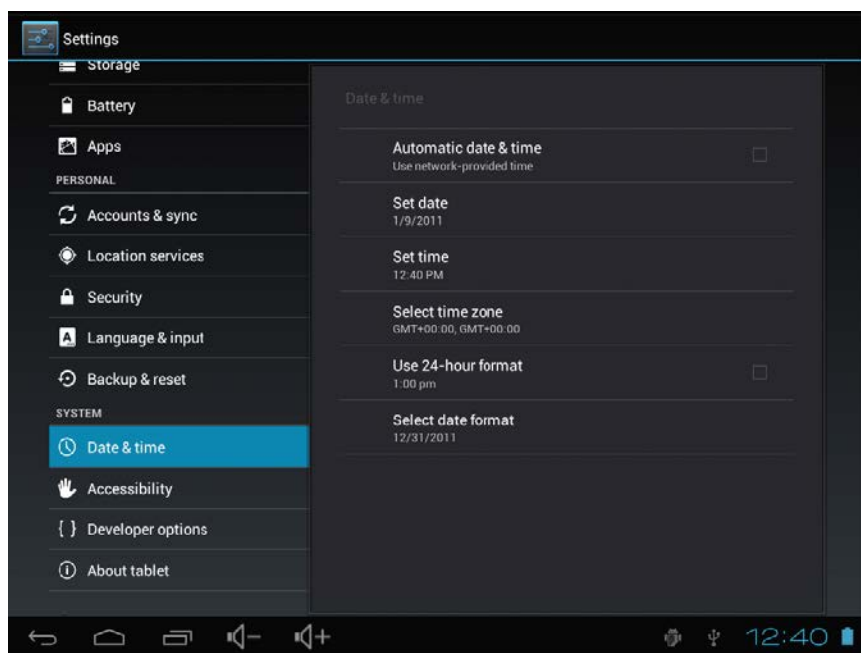 Settings
Storage
Battery
Apps
PERSONAL
Accounts & sync
Location services
Security
Language & input
Backup & reset
SYSTEM
Date & time
Accessibility
{ } Developer options
About tablet
Date & time
Automatic date & time
Use network-provided time
Set date
1/9/2011
Set time
12:40 PM
Select time zone
GMT+00:00, GMT+00:00
Use 24-hour format
1:00 pm
Select date format
12/31/2011
12:40